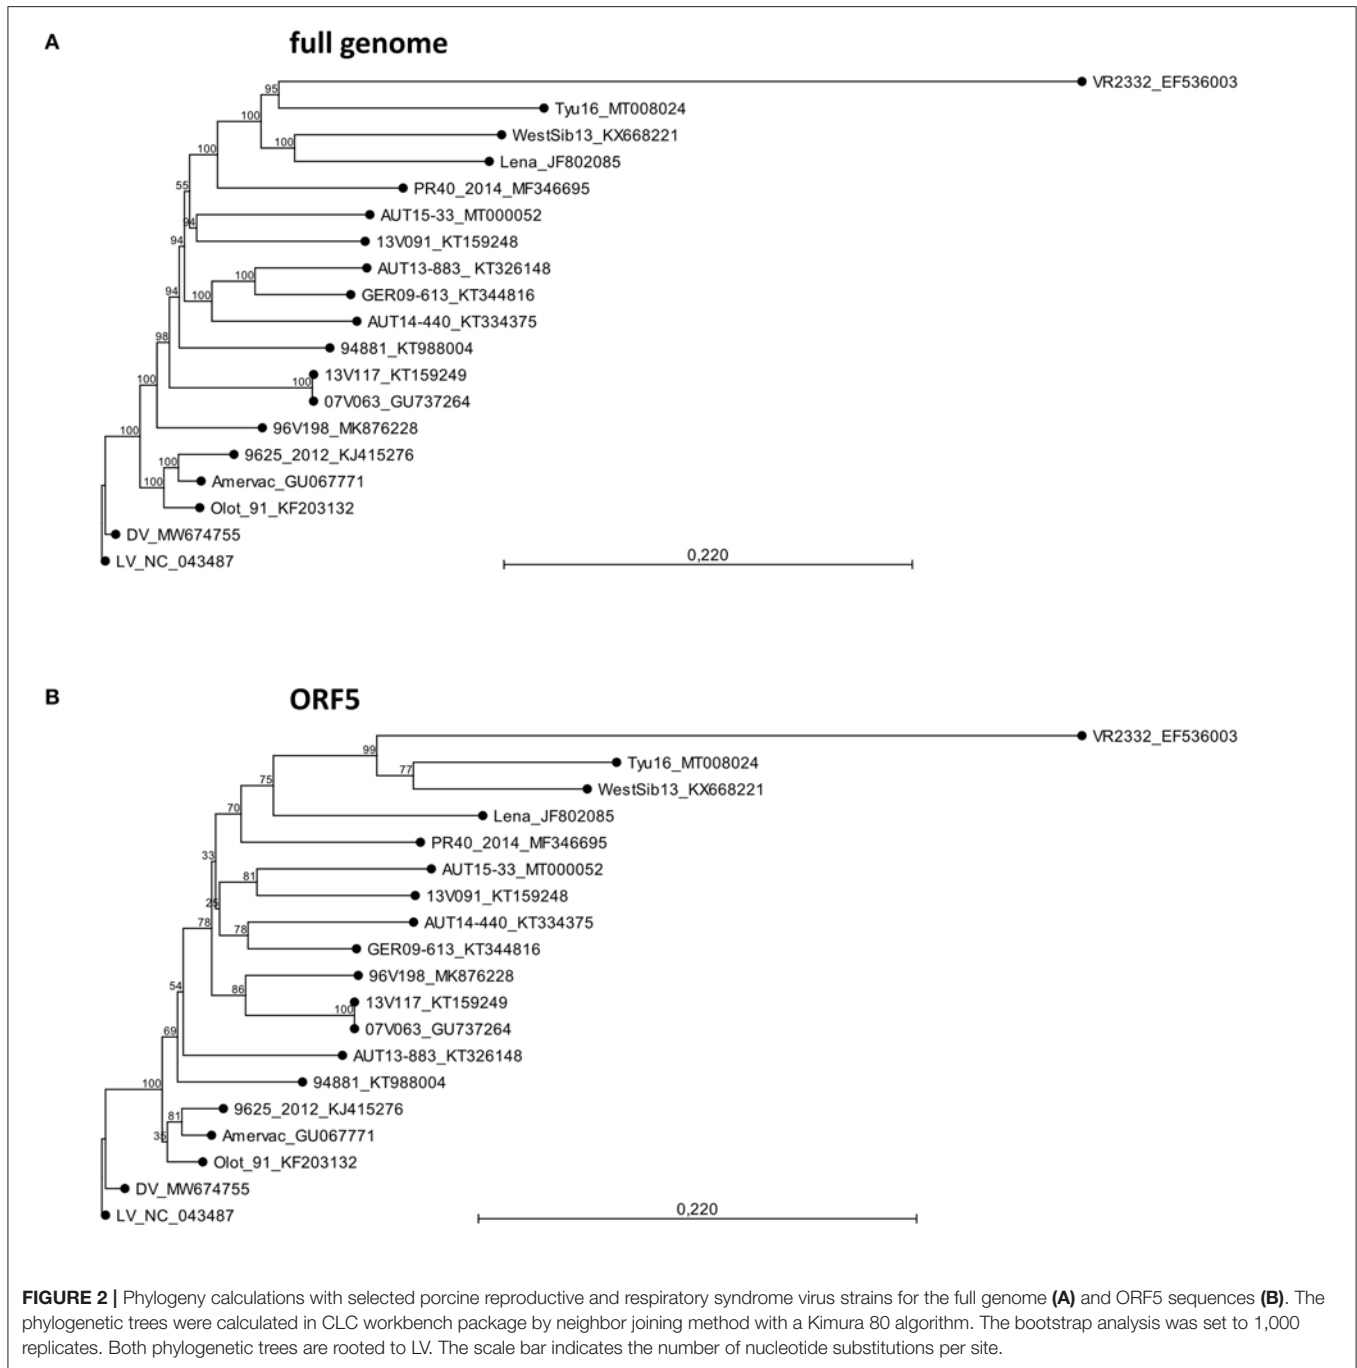 A
full genome
95
VR2332_EF536003
Tyu16_MT008024
100
100
WestSib13_KX668221
Lena_JF802085
100
PR40_2014_MF346695
55
AUT15-33_MT000052
94
13V091_KT159248
94
AUT13-883_ KT326148
100
GER09-613_KT344816
94
100
AUT14-440_KT334375
98
94881_KT988004
100
13V117_KT159249
100
07V063_GU737264
96V198_MK876228
100
9625_2012_KJ415276
100
Amervac_GU067771
100
Olot_91_KF203132
DV_MW674755
0,220
LV_NC_043487
B
ORF5
VR2332_EF536003
99
Tyu16_MT008024
77
75
WestSib13_KX668221
70
Lena_JF802085
PR40_2014_MF346695
33
AUT15-33_MT000052
81
13V091_KT159248
25
78
AUT14-440_KT334375
78
GER09-613_KT344816
96V198_MK876228
54
86
13V117_KT159249
100
07V063_GU737264
69
AUT13-883_KT326148
94881_KT988004
100
9625_2012_KJ415276
81
Amervac_GU067771
35
Olot_91_KF203132
DV_MW674755
0,220
LV_NC_043487
FIGURE 2 | Phylogeny calculations with selected porcine reproductive and respiratory syndrome virus strains for the full genome (A) and ORF5 sequences (B). The
phylogenetic trees were calculated in CLC workbench package by neighbor joining method with a Kimura 80 algorithm. The bootstrap analysis was set to 1,000
replicates. Both phylogenetic trees are rooted to LV. The scale bar indicates the number of nucleotide substitutions per site.